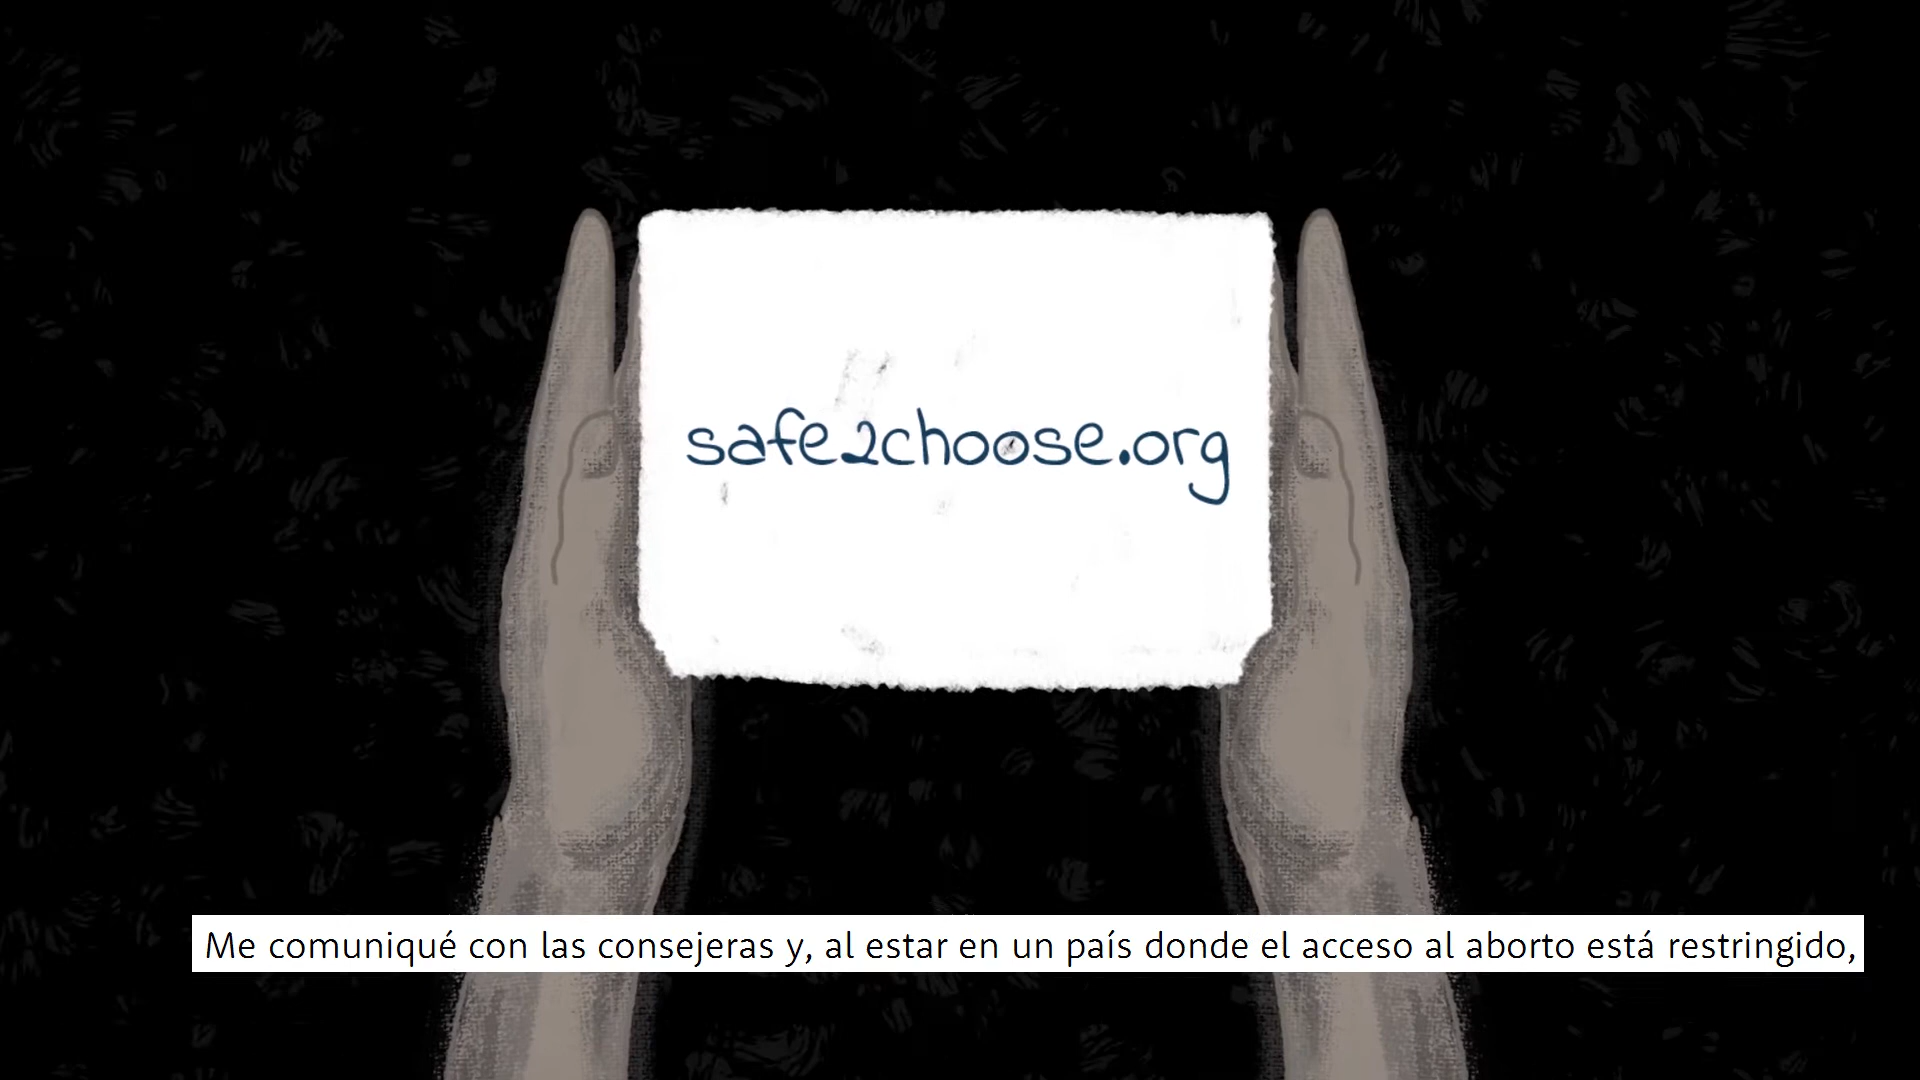 safe2choose.org
Me comuniqué con las consejeras y, al estar en un país donde el acceso al aborto está restringido,